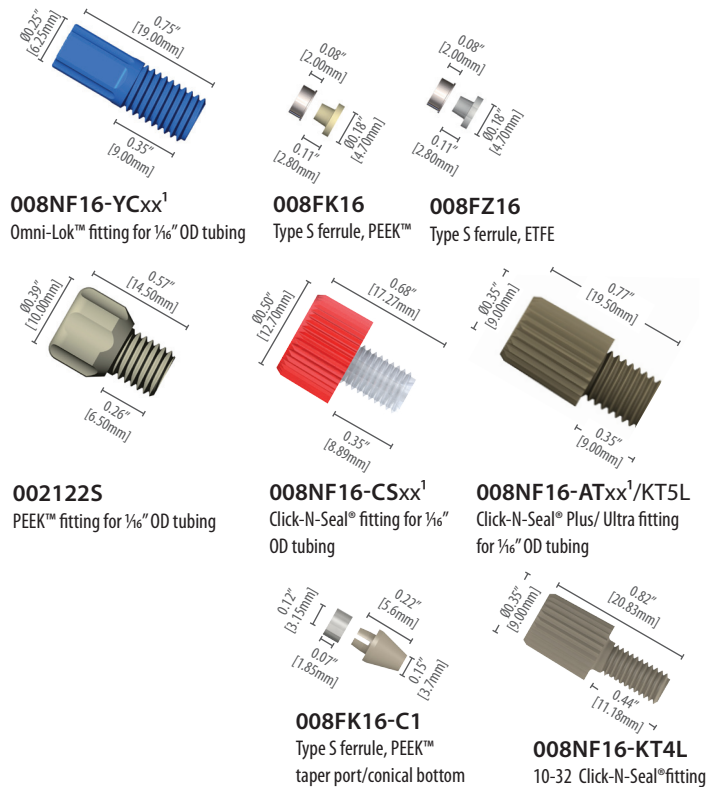 Ø0.25″
[6.25mm]
0.75″
[19.00mm]
0.35″
[9.00mm]
008NF16-YCxx¹
Omni-Lok™ fitting for ⅟₁₆″ OD tubing
0.08″
[2.00mm]
0.11″
[2.80mm]
Ø0.18″
[4.70mm]
008FK16
Type S ferrule, PEEK™
0.08″
[2.00mm]
0.11″
[2.80mm]
Ø0.18″
[4.70mm]
008FZ16
Type S ferrule, ETFE
Ø0.39″
[10.00mm]
0.57″
[14.50mm]
0.26″
[6.50mm]
002122S
PEEK™ fitting for ⅟₁₆″ OD tubing
Ø0.50″
[12.70mm]
0.68″
[17.27mm]
0.35″
[8.89mm]
008NF16-CSxx¹
Click-N-Seal® fitting for ⅟₁₆″
OD tubing
Ø0.35″
[9.00mm]
0.77″
[19.50mm]
0.35″
[9.00mm]
008NF16-ATxx¹/KT5L
Click-N-Seal® Plus/ Ultra fitting
for ⅟₁₆″ OD tubing
0.12″
[3.15mm]
0.22″
[5.6mm]
0.07″
[1.85mm]
0.15″
[3.7mm]
008FK16-C1
Type S ferrule, PEEK™
taper port/conical bottom
Ø0.35″
[9.00mm]
0.82″
[20.83mm]
0.44″
[11.18mm]
008NF16-KT4L
10-32 Click-N-Seal®fitting